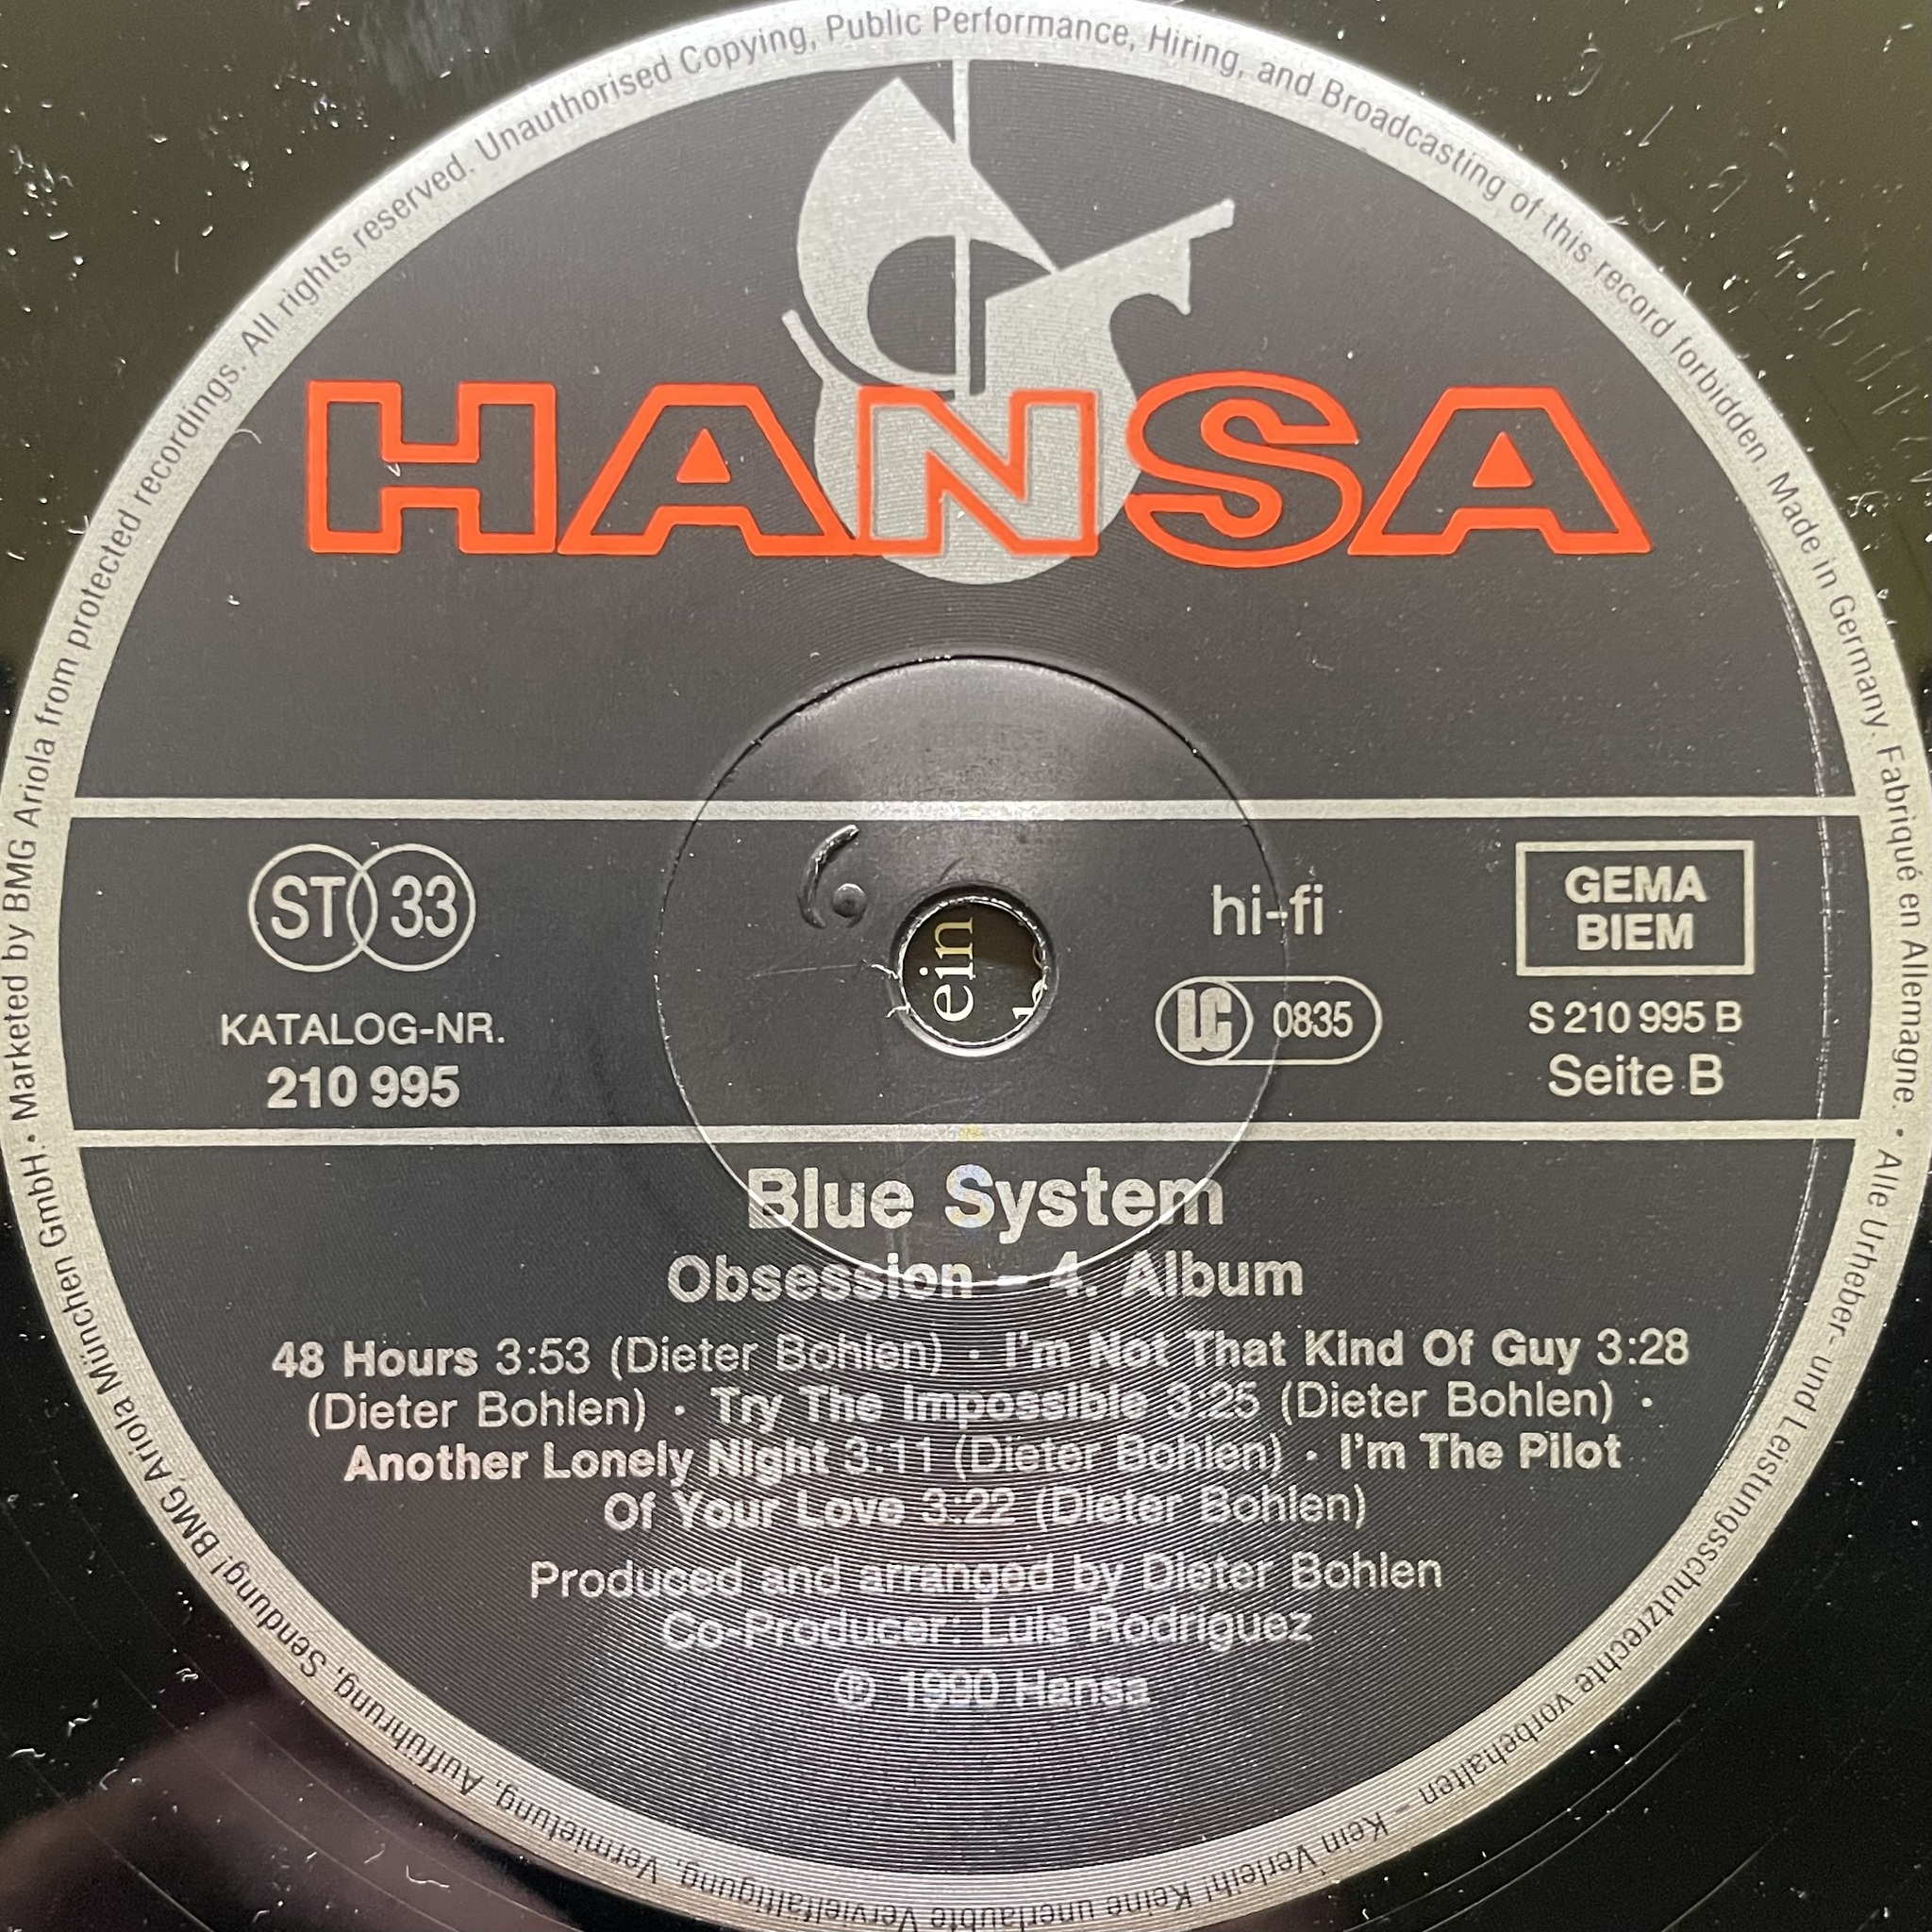 Marketed by BMG Ariola from protected recordings. All rights reserved. Unauthorised Copying, Public Performance, Hiring, and Broadcasting of this record forbidden. Made in Germany. Fabriqué en Allemagne.
HANSA
ST 33
KATALOG-NR.
210 995
ein
hi-fi
LC 0835
GEMA
BIEM
S 210 995 B
Seite B
Blue System
Obsession – 4. Album
48 Hours 3:53 (Dieter Bohlen) · I'm Not That Kind Of Guy 3:28
(Dieter Bohlen) · Try The Impossible 3:25 (Dieter Bohlen) ·
Another Lonely Night 3:11 (Dieter Bohlen) · I'm The Pilot
Of Your Love 3:22 (Dieter Bohlen)
Produced and arranged by Dieter Bohlen
Co-Producer: Luis Rodriguez
℗ 1990 Hansa
• Alle Urheber- und Leistungsschutzrechte vorbehalten – Kein Verleih! Keine unerlaubte Vervielfältigung, Vermietung, Aufführung, Sendung! BMG Ariola München GmbH. •